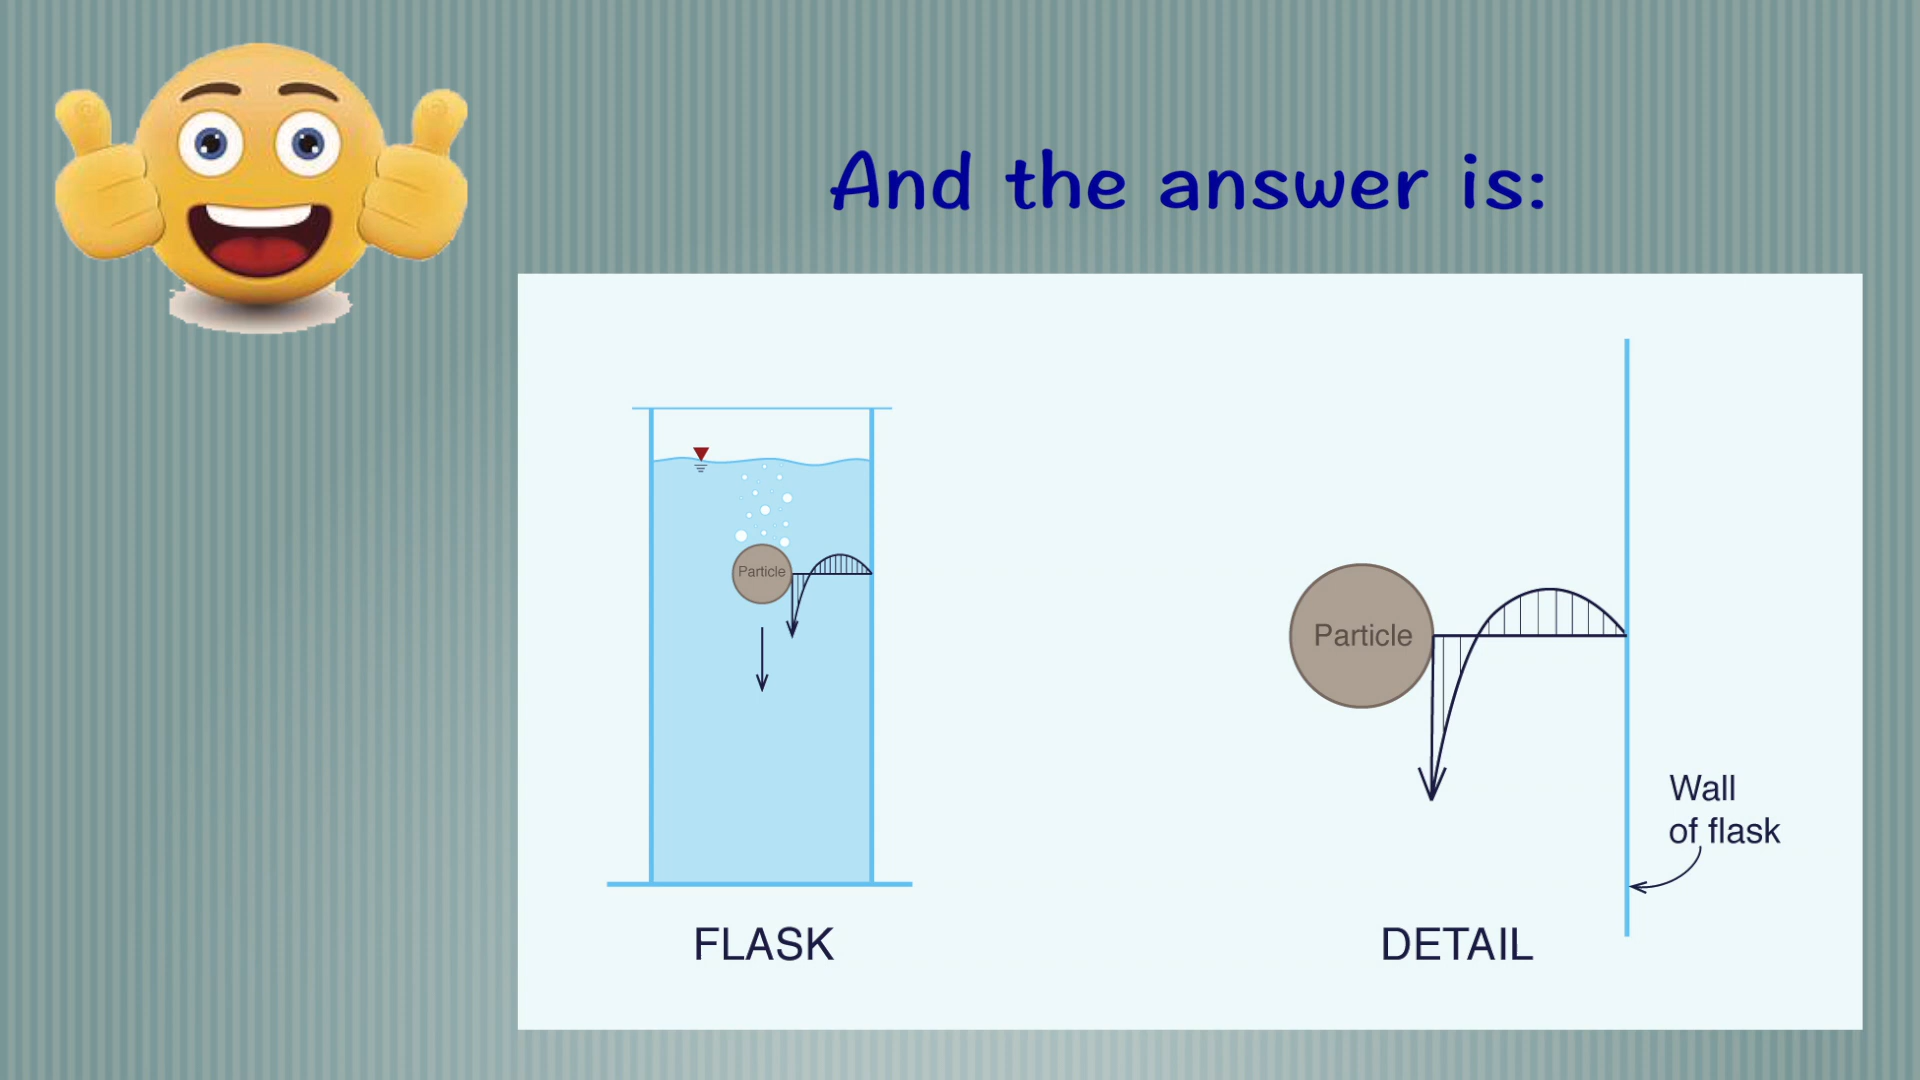 And the answer is:
Particle
Particle
Wall
of flask
FLASK
DETAIL